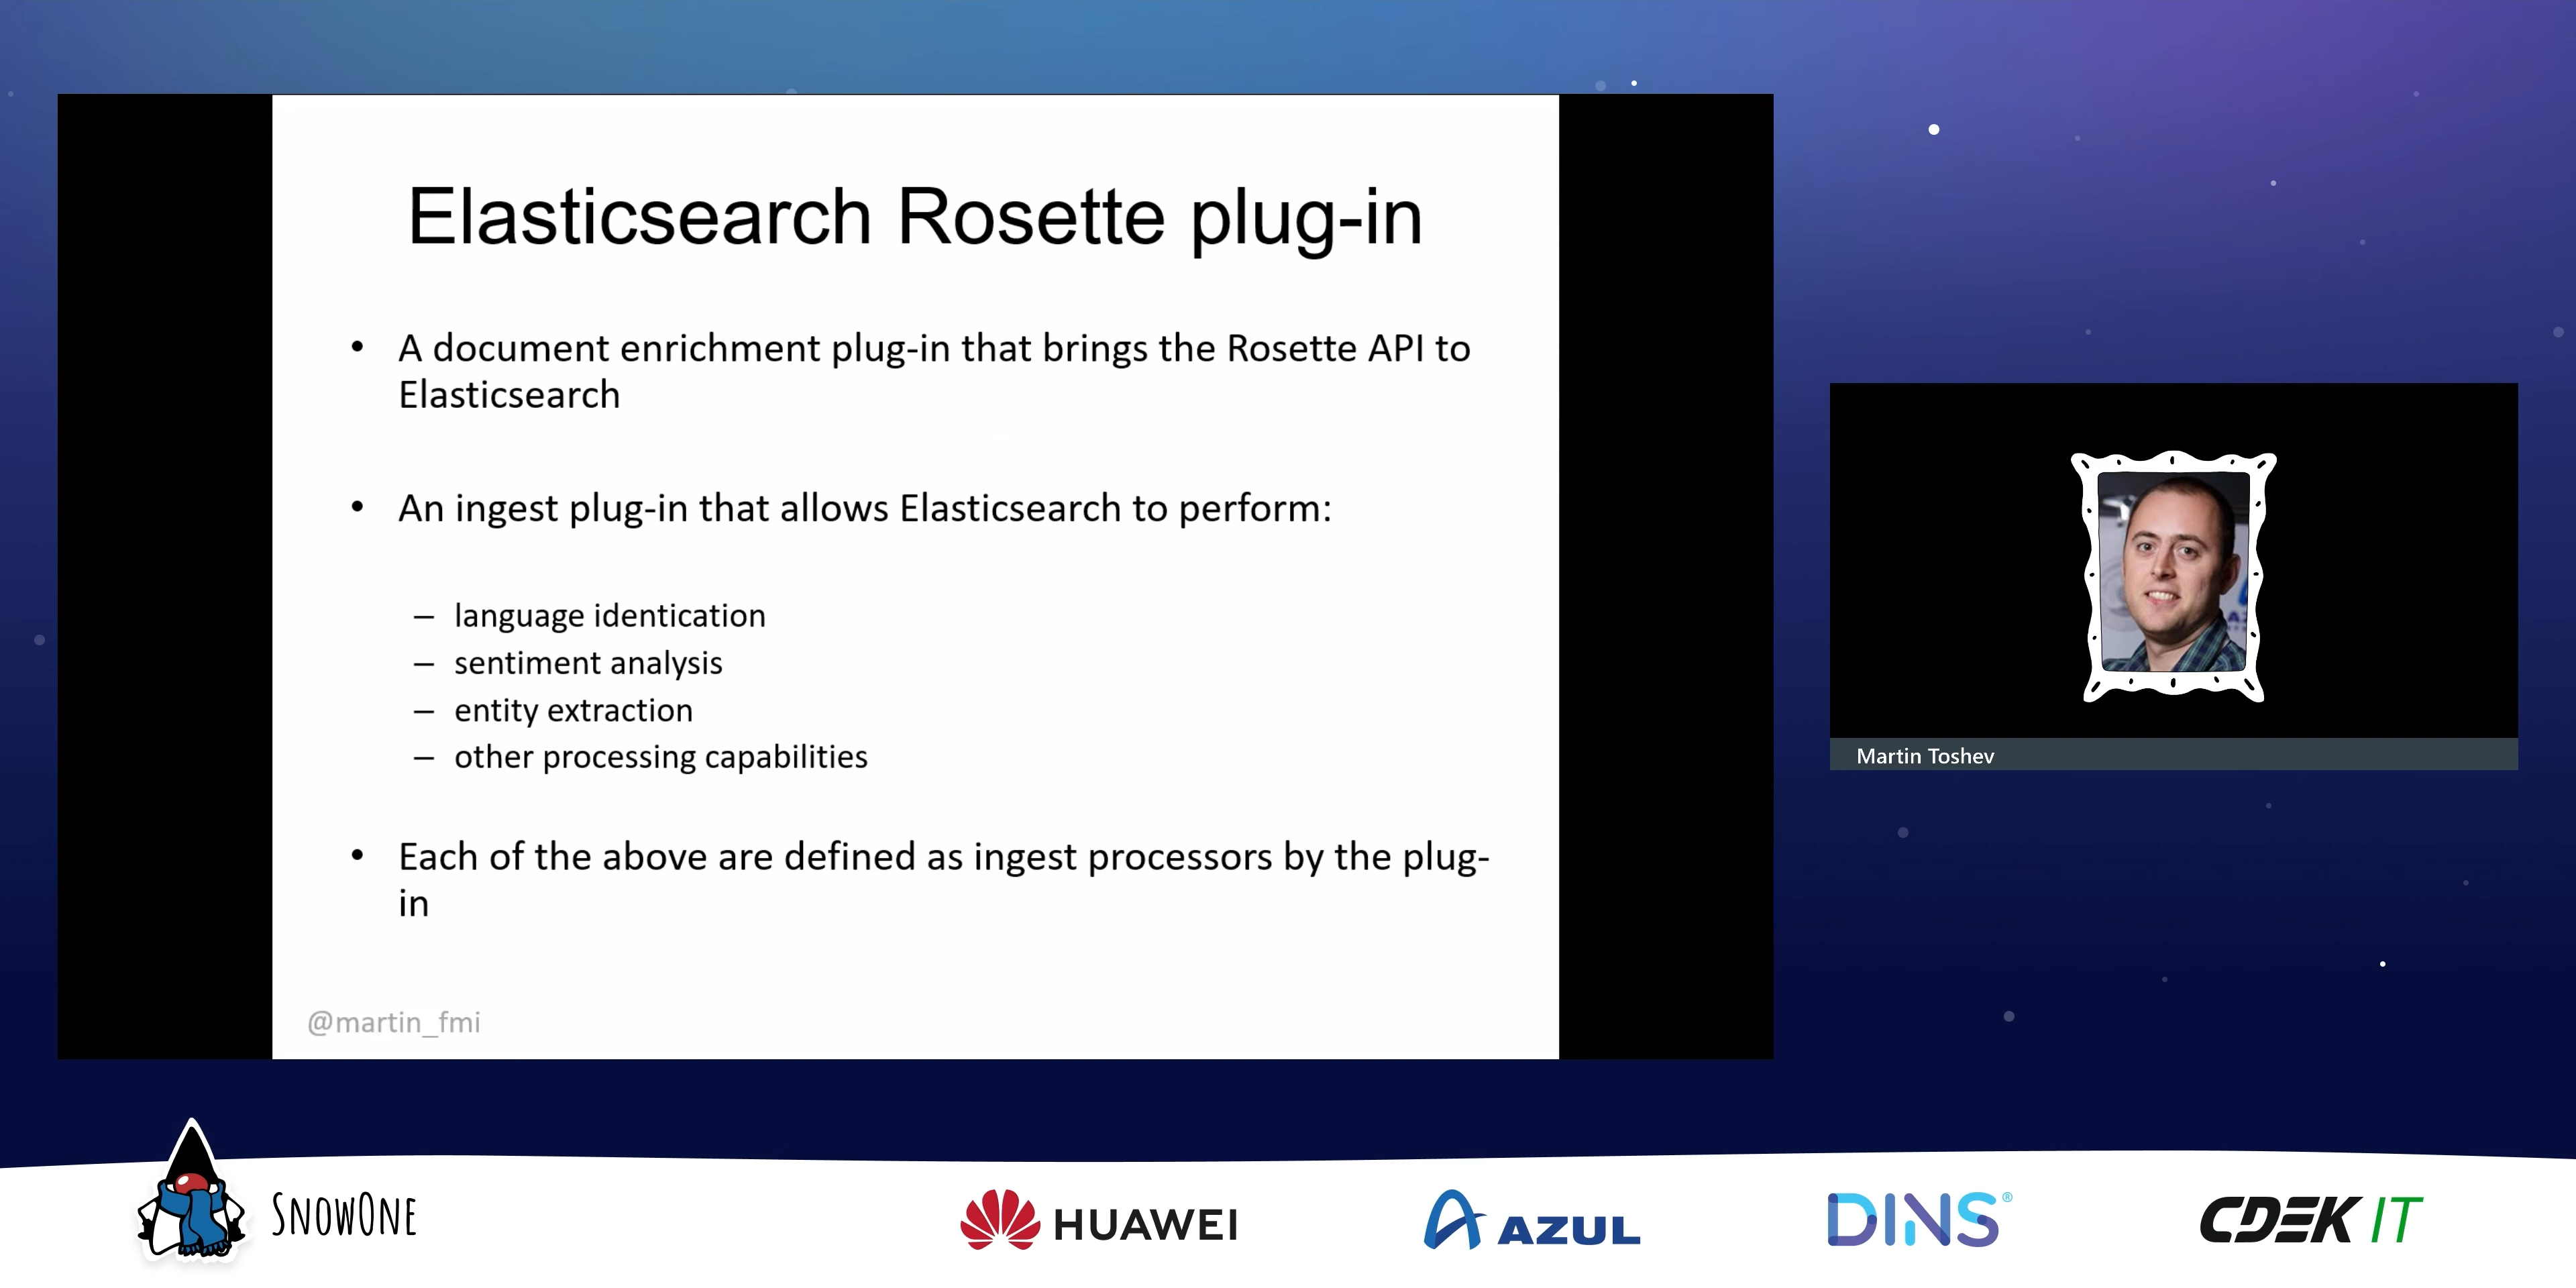 Elasticsearch Rosette plug-in
• A document enrichment plug-in that brings the Rosette API to
Elasticsearch
• An ingest plug-in that allows Elasticsearch to perform:
– language identication
– sentiment analysis
– entity extraction
– other processing capabilities
• Each of the above are defined as ingest processors by the plug-
in
@martin_fmi
Martin Toshev
SNOWONE
HUAWEI
AZUL
DINS®
CDEK IT